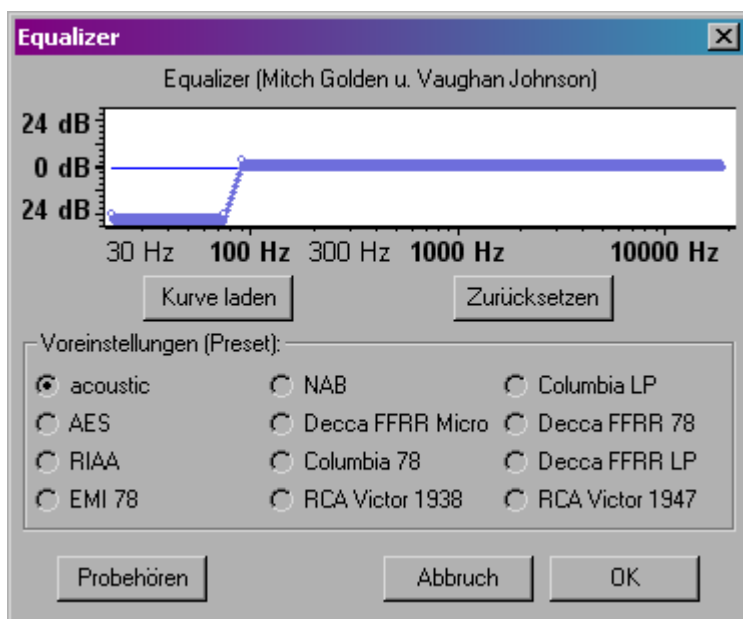 Equalizer
Equalizer (Mitch Golden u. Vaughan Johnson)
24 dB
0 dB
24 dB
30 Hz 100 Hz 300 Hz 1000 Hz 10000 Hz
Kurve laden Zurücksetzen
Voreinstellungen (Preset):
acoustic NAB Columbia LP
AES Decca FFRR Micro Decca FFRR 78
RIAA Columbia 78 Decca FFRR LP
EMI 78 RCA Victor 1938 RCA Victor 1947
Probehören Abbruch OK